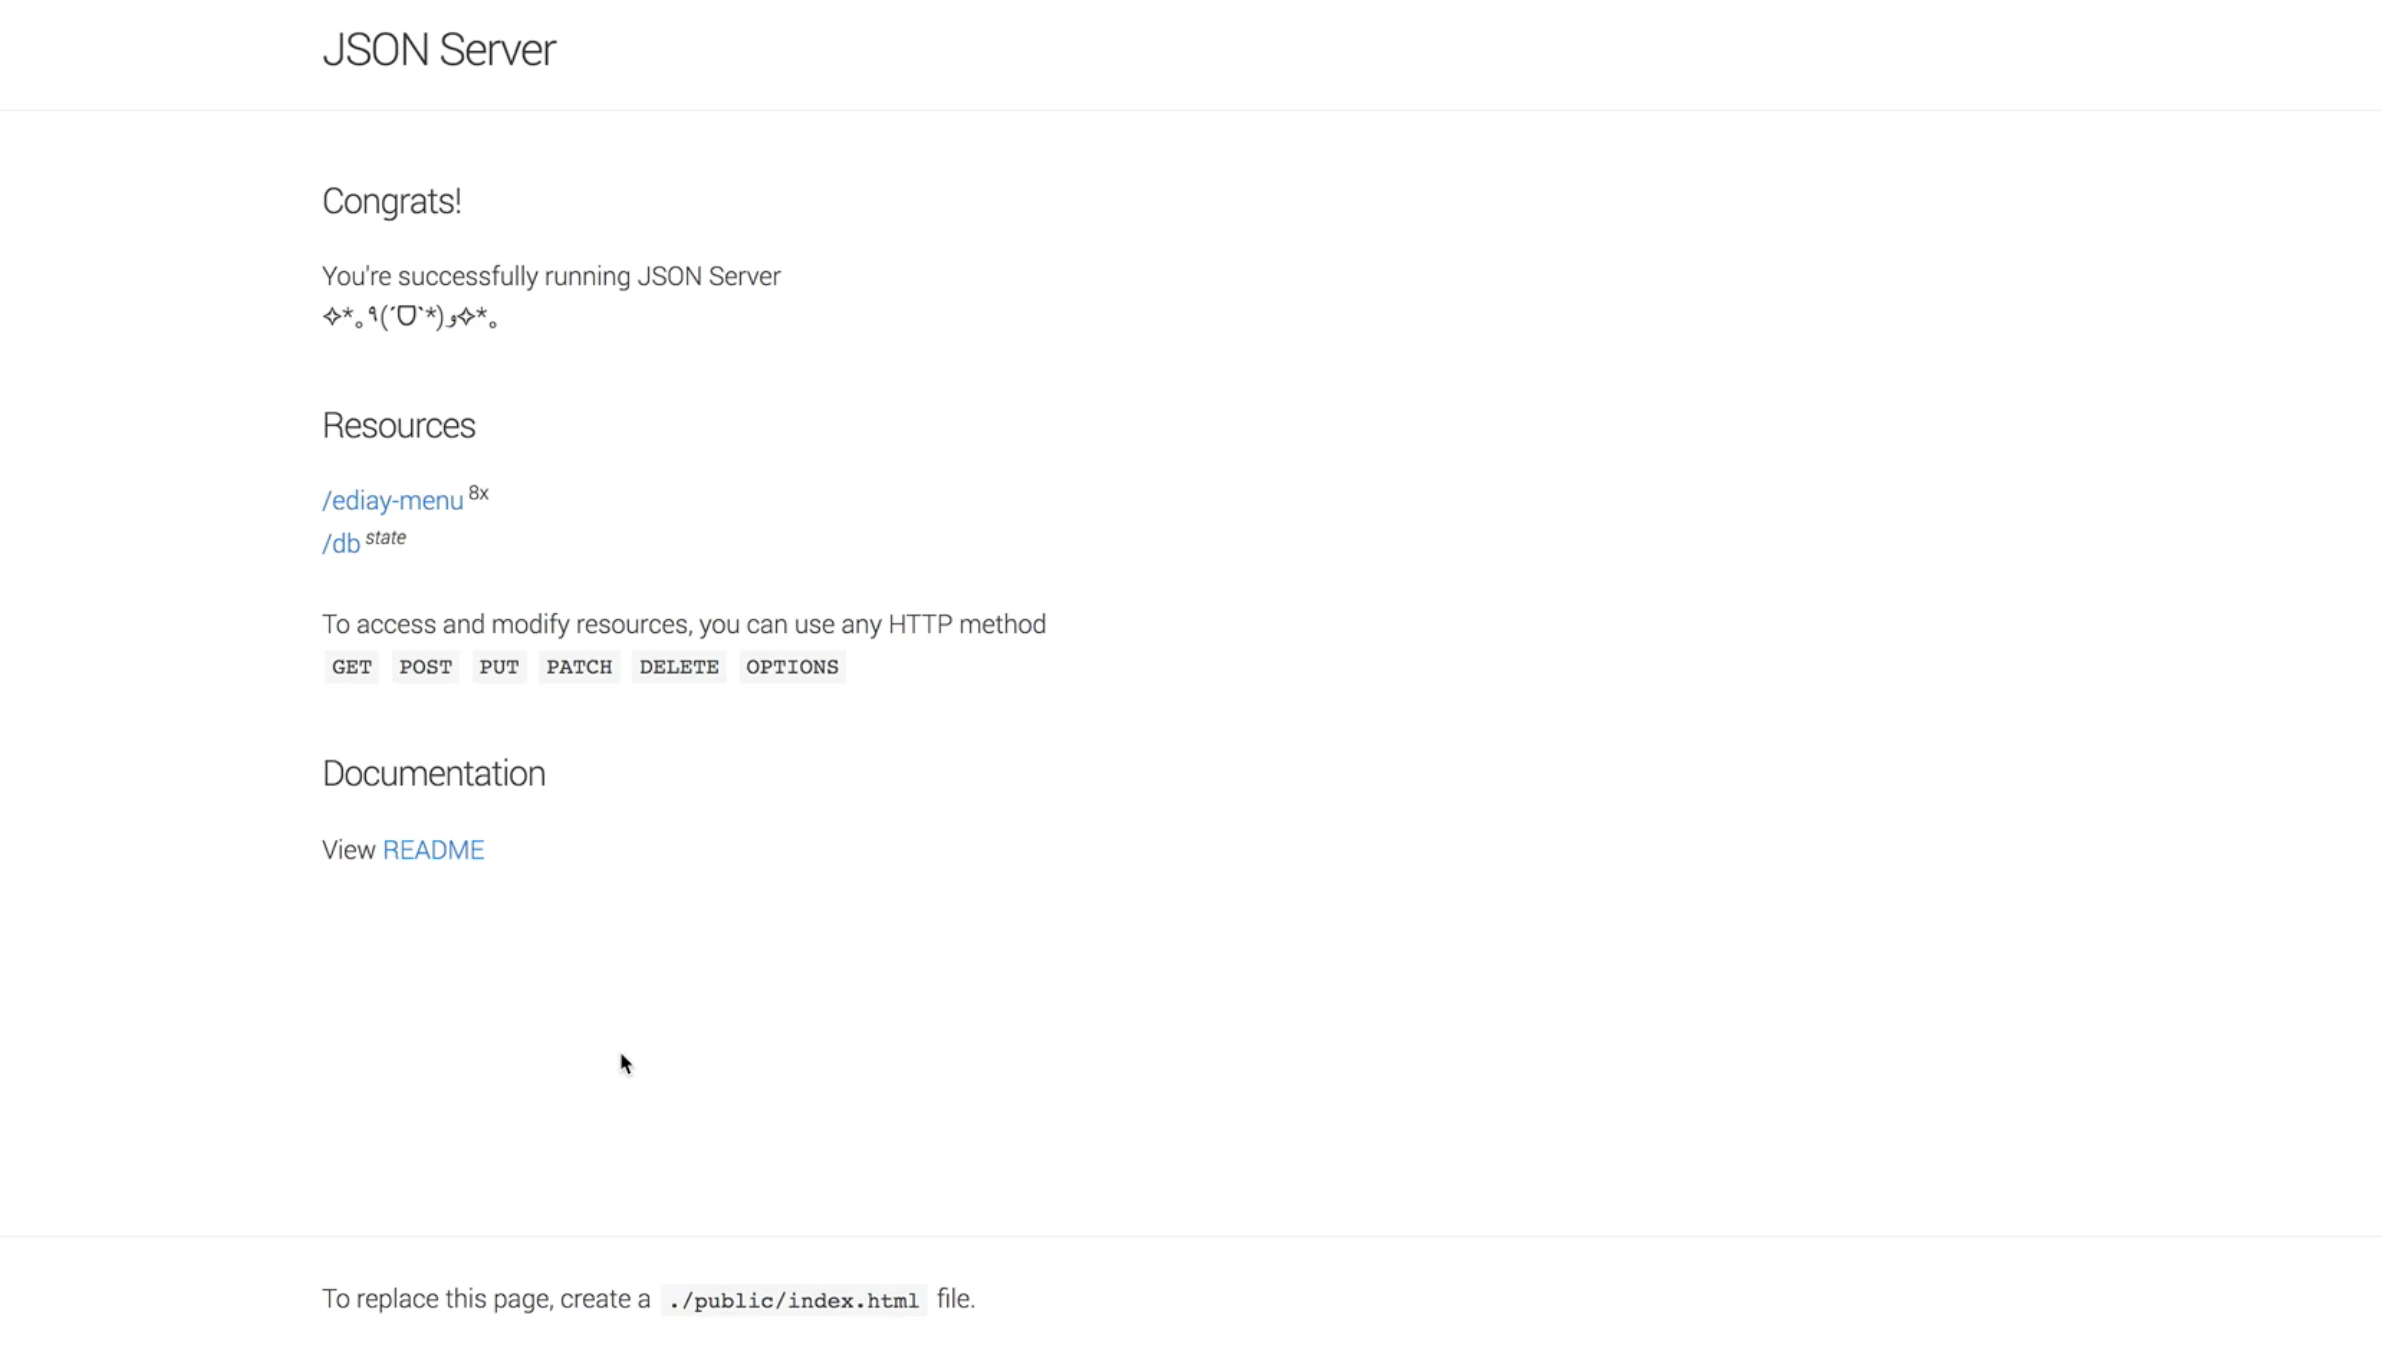 JSON Server
Congrats!
You're successfully running JSON Server
✧*｡٩(ˊᗜˋ*)و✧*｡
Resources
/ediay-menu 8x
/db state
To access and modify resources, you can use any HTTP method
GET POST PUT PATCH DELETE OPTIONS
Documentation
View README
To replace this page, create a ./public/index.html file.